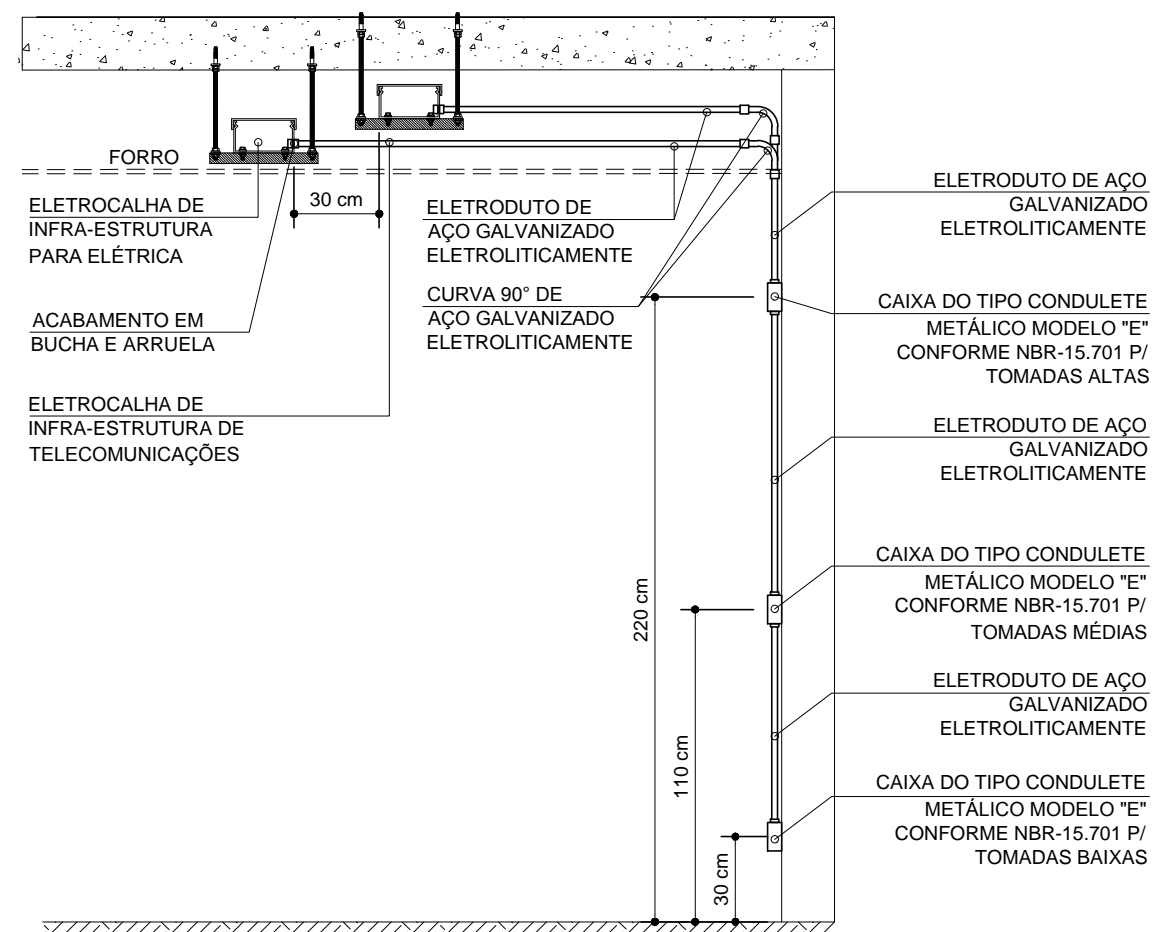 FORRO
30 cm
ELETROCALHA DE
INFRA-ESTRUTURA
PARA ELÉTRICA
ACABAMENTO EM
BUCHA E ARRUELA
ELETROCALHA DE
INFRA-ESTRUTURA DE
TELECOMUNICAÇÕES
ELETRODUTO DE
AÇO GALVANIZADO
ELETROLITICAMENTE
CURVA 90° DE
AÇO GALVANIZADO
ELETROLITICAMENTE
220 cm
110 cm
30 cm
ELETRODUTO DE AÇO
GALVANIZADO
ELETROLITICAMENTE
CAIXA DO TIPO CONDULETE
METÁLICO MODELO "E"
CONFORME NBR-15.701 P/
TOMADAS ALTAS
ELETRODUTO DE AÇO
GALVANIZADO
ELETROLITICAMENTE
CAIXA DO TIPO CONDULETE
METÁLICO MODELO "E"
CONFORME NBR-15.701 P/
TOMADAS MÉDIAS
ELETRODUTO DE AÇO
GALVANIZADO
ELETROLITICAMENTE
CAIXA DO TIPO CONDULETE
METÁLICO MODELO "E"
CONFORME NBR-15.701 P/
TOMADAS BAIXAS